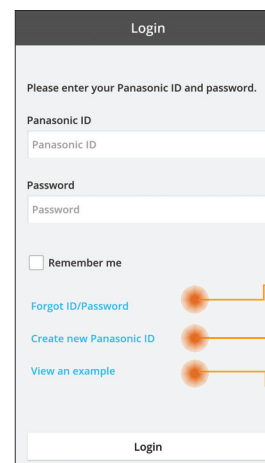 Login
Please enter your Panasonic ID and password.
Panasonic ID
Panasonic ID
Password
Password
Remember me
Forgot ID/Password
Create new Panasonic ID
View an example
Login